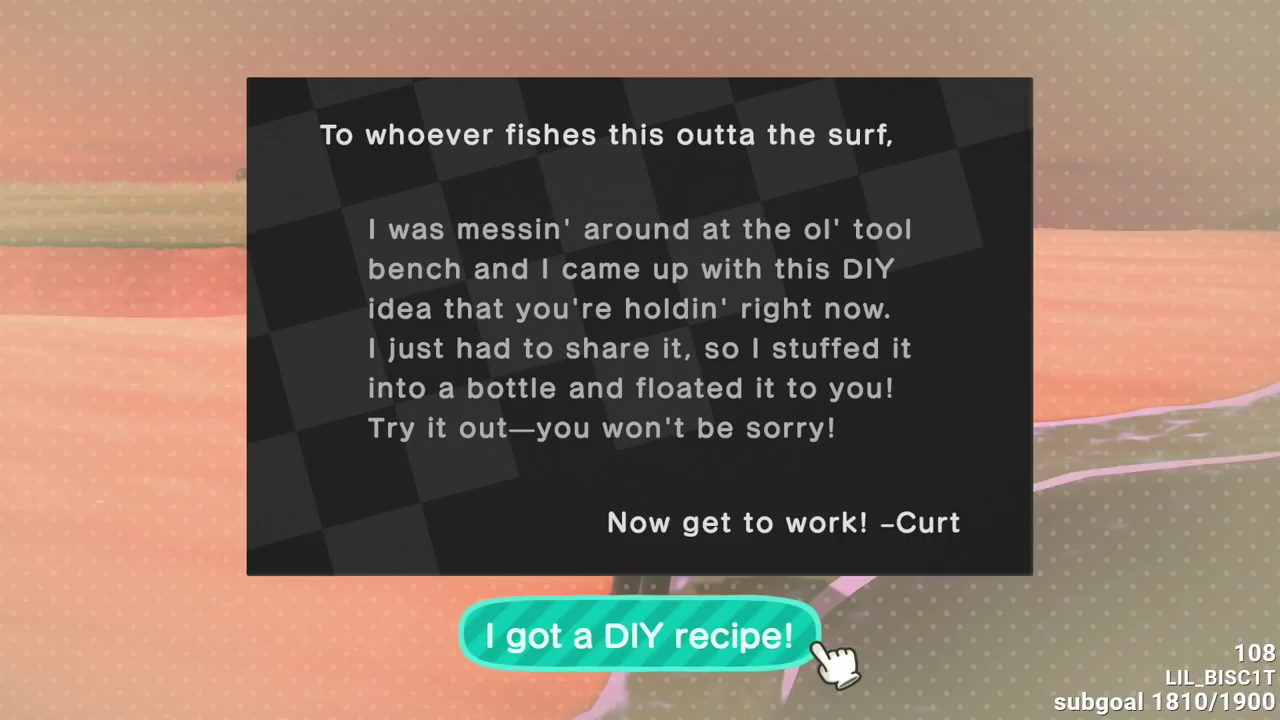 To whoever fishes this outta the surf,
I was messin' around at the ol' tool
bench and I came up with this DIY
idea that you're holdin' right now.
I just had to share it, so I stuffed it
into a bottle and floated it to you!
Try it out—you won't be sorry!
Now get to work! –Curt
I got a DIY recipe!
108
LIL_BISC1T
subgoal 1810/1900